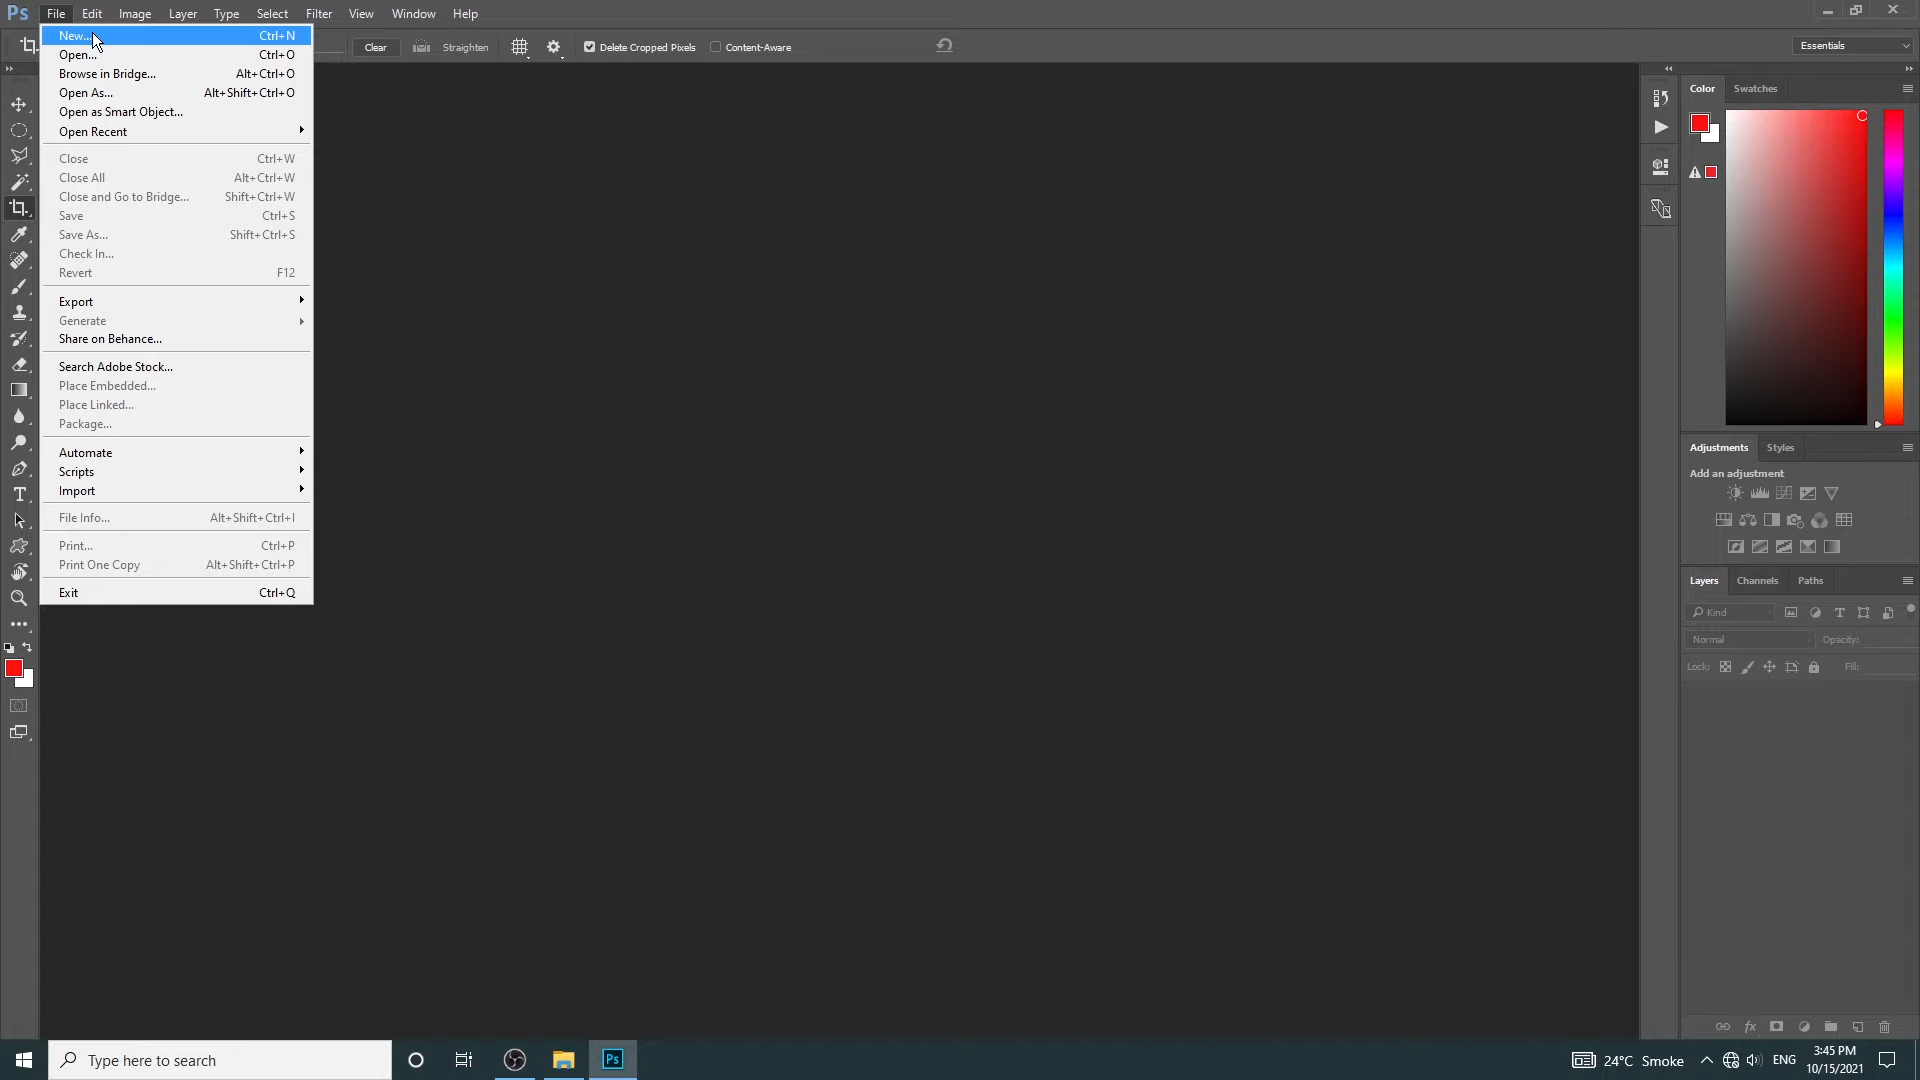 Ps File Edit Image Layer Type Select Filter View Window Help
New... Ctrl+N
Clear Straighten Delete Cropped Pixels Content-Aware Essentials
Open... Ctrl+O
Browse in Bridge... Alt+Ctrl+O
Open As... Alt+Shift+Ctrl+O
Open as Smart Object...
Open Recent
Close Ctrl+W
Close All Alt+Ctrl+W
Close and Go to Bridge... Shift+Ctrl+W
Save Ctrl+S
Save As... Shift+Ctrl+S
Check In...
Revert F12
Export
Generate
Share on Behance...
Search Adobe Stock...
Place Embedded...
Place Linked...
Package...
Automate
Scripts
Import
File Info... Alt+Shift+Ctrl+I
Print... Ctrl+P
Print One Copy Alt+Shift+Ctrl+P
Exit Ctrl+Q
Color Swatches
Adjustments Styles
Add an adjustment
Layers Channels Paths
Kind
Normal Opacity:
Lock: Fill:
Type here to search
Ps
24°C Smoke
ENG
3:45 PM
10/15/2021